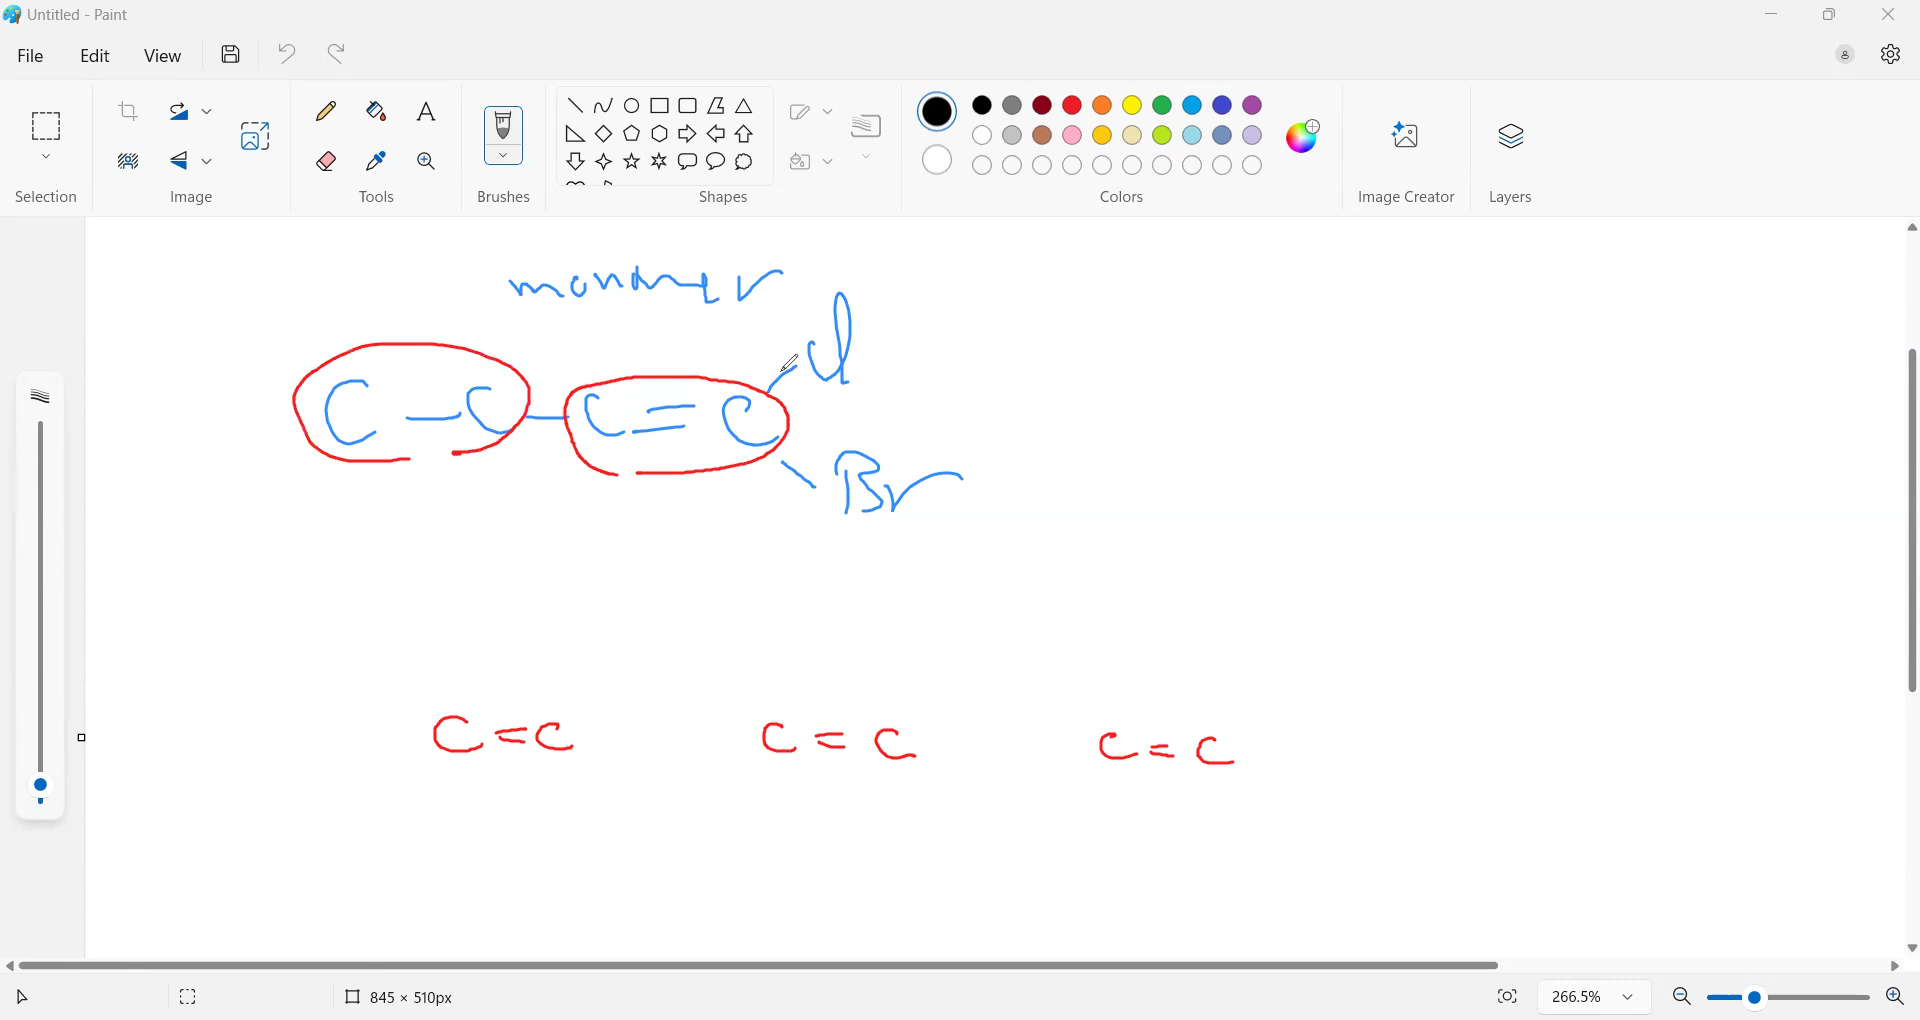 Untitled - Paint
File Edit View
Selection Image Tools Brushes Shapes Colors Image Creator Layers
C - C - C = C
Br
C = C C = C C = C
845 × 510px 266.5%